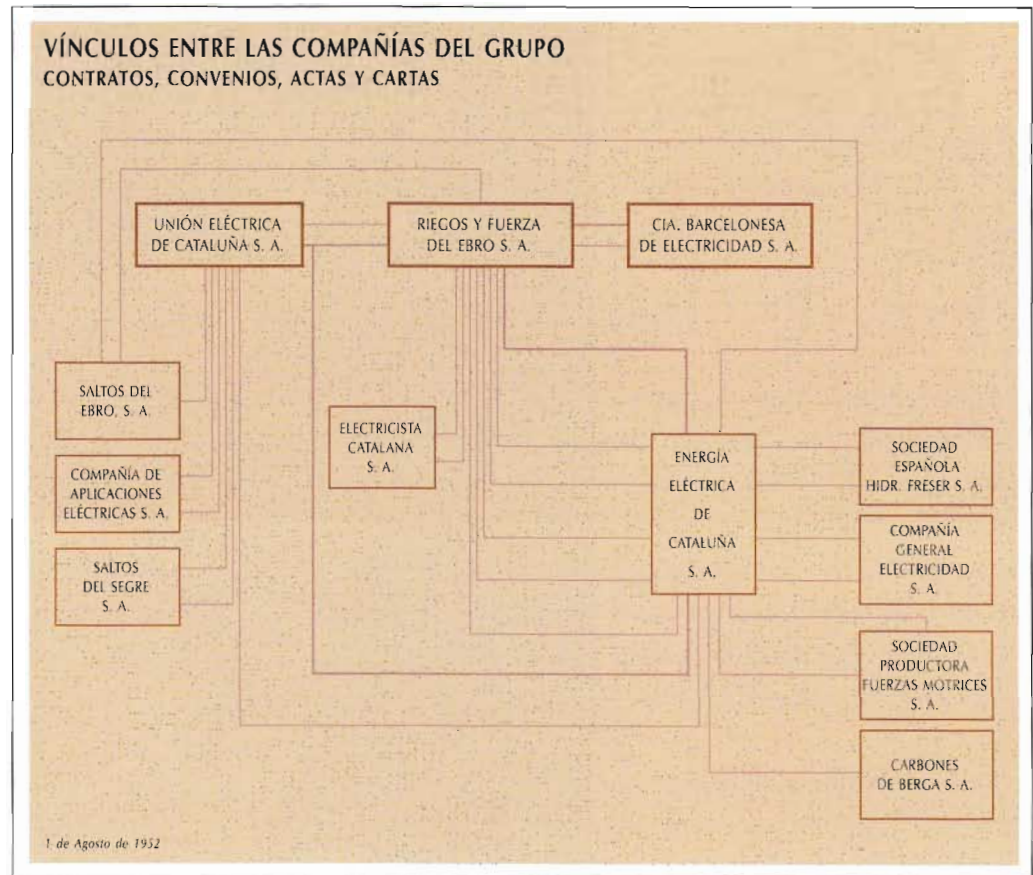 VÍNCULOS ENTRE LAS COMPAÑÍAS DEL GRUPO
CONTRATOS, CONVENIOS, ACTAS Y CARTAS
UNIÓN ELÉCTRICA
DE CATALUÑA S. A.
RIEGOS Y FUERZA
DEL EBRO S. A.
CIA. BARCELONESA
DE ELECTRICIDAD S. A.
SALTOS DEL
EBRO, S. A.
COMPAÑÍA DE
APLICACIONES
ELÉCTRICAS S. A.
SALTOS
DEL SEGRE
S. A.
ELECTRICISTA
CATALANA
S. A.
ENERGÍA
ELÉCTRICA
DE
CATALUÑA
S. A.
SOCIEDAD
ESPAÑOLA
HIDR. FRESER S. A.
COMPAÑÍA
GENERAL
ELECTRICIDAD
S. A.
SOCIEDAD
PRODUCTORA
FUERZAS MOTRICES
S. A.
CARBONES
DE BERGA S. A.
1 de Agosto de 1952